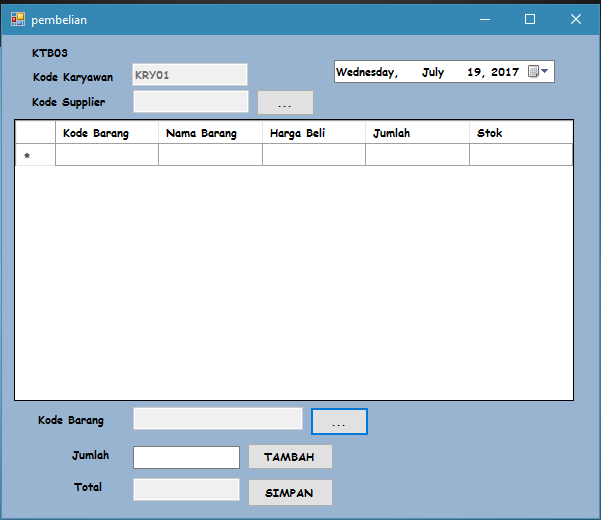 pembelian
KTB03
Kode Karyawan KRY01 Wednesday, July 19, 2017
Kode Supplier ...
Kode Barang Nama Barang Harga Beli Jumlah Stok
*
Kode Barang ...
Jumlah TAMBAH
Total SIMPAN